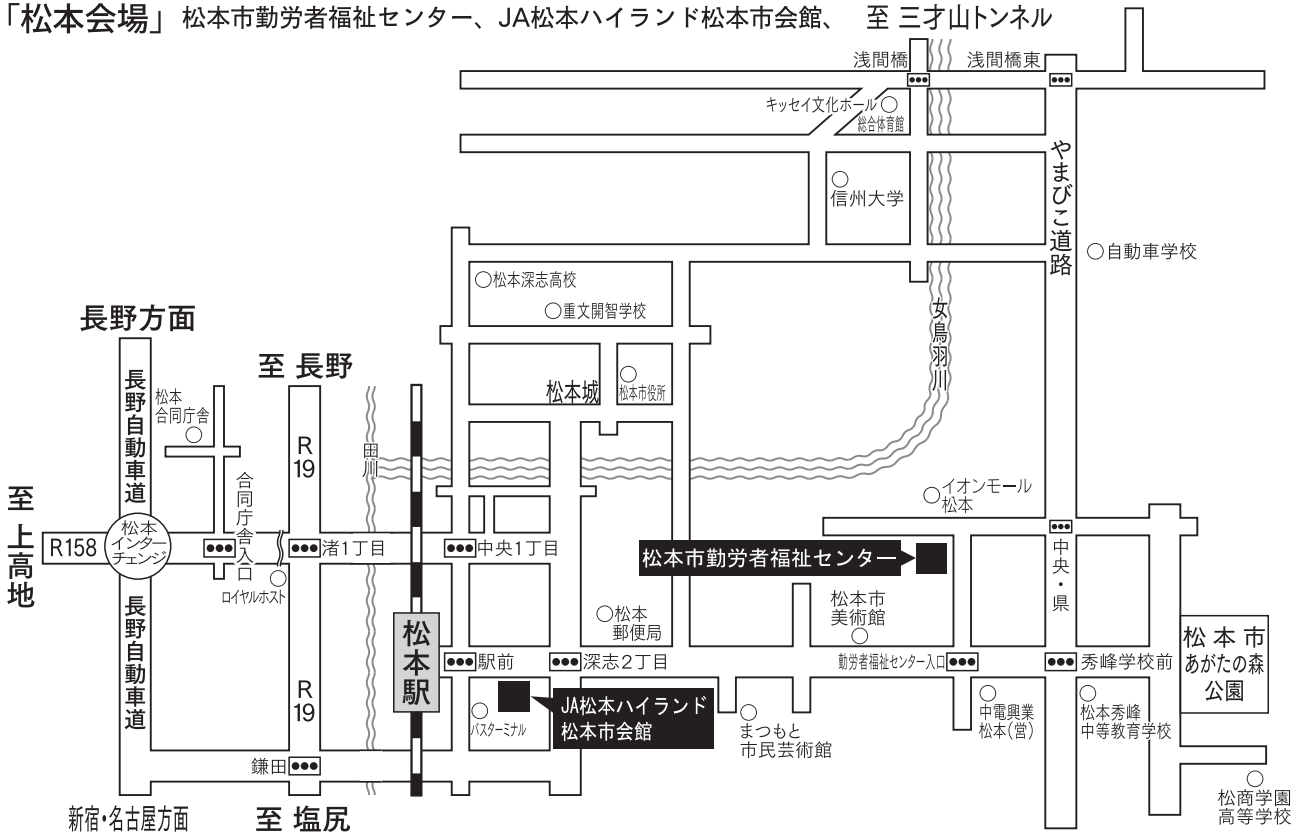 「松本会場」松本市勤労者福祉センター、JA松本ハイランド松本市会館、
至 三才山トンネル
浅間橋
浅間橋東
キッセイ文化ホール
総合体育館
信州大学
やまびこ道路
自動車学校
松本深志高校
重文開智学校
女鳥羽川
長野方面
至 長野
松本城
松本市役所
長野自動車道
松本
合同庁舎
R
19
田川
合同庁舎入口
イオンモール
松本
至 上高地
R158
松本
インター
チェンジ
渚1丁目
中央1丁目
中央・県
松本市勤労者福祉センター
ロイヤルホスト
長野自動車道
松本駅
松本
郵便局
松本市
美術館
松本市
あがたの森
公園
駅前
深志2丁目
勤労者福祉センター入口
秀峰学校前
R
19
バスターミナル
JA松本ハイランド
松本市会館
まつもと
市民芸術館
中電興業
松本(営)
松本秀峰
中等教育学校
鎌田
松商学園
高等学校
新宿・名古屋方面
至 塩尻